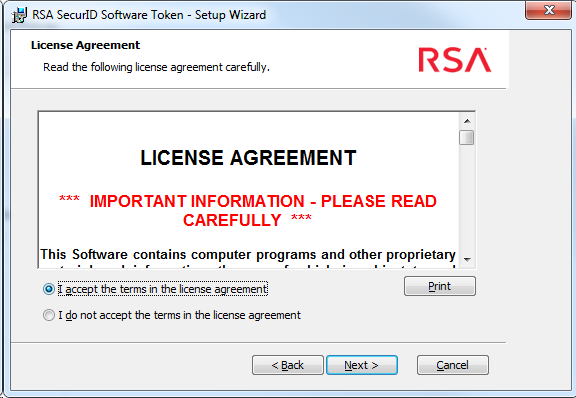 RSA SecurID Software Token - Setup Wizard
License Agreement
Read the following license agreement carefully.
RSA
LICENSE AGREEMENT
*** IMPORTANT INFORMATION - PLEASE READ
CAREFULLY ***
This Software contains computer programs and other proprietary
I accept the terms in the license agreement
Print
I do not accept the terms in the license agreement
< Back
Next >
Cancel